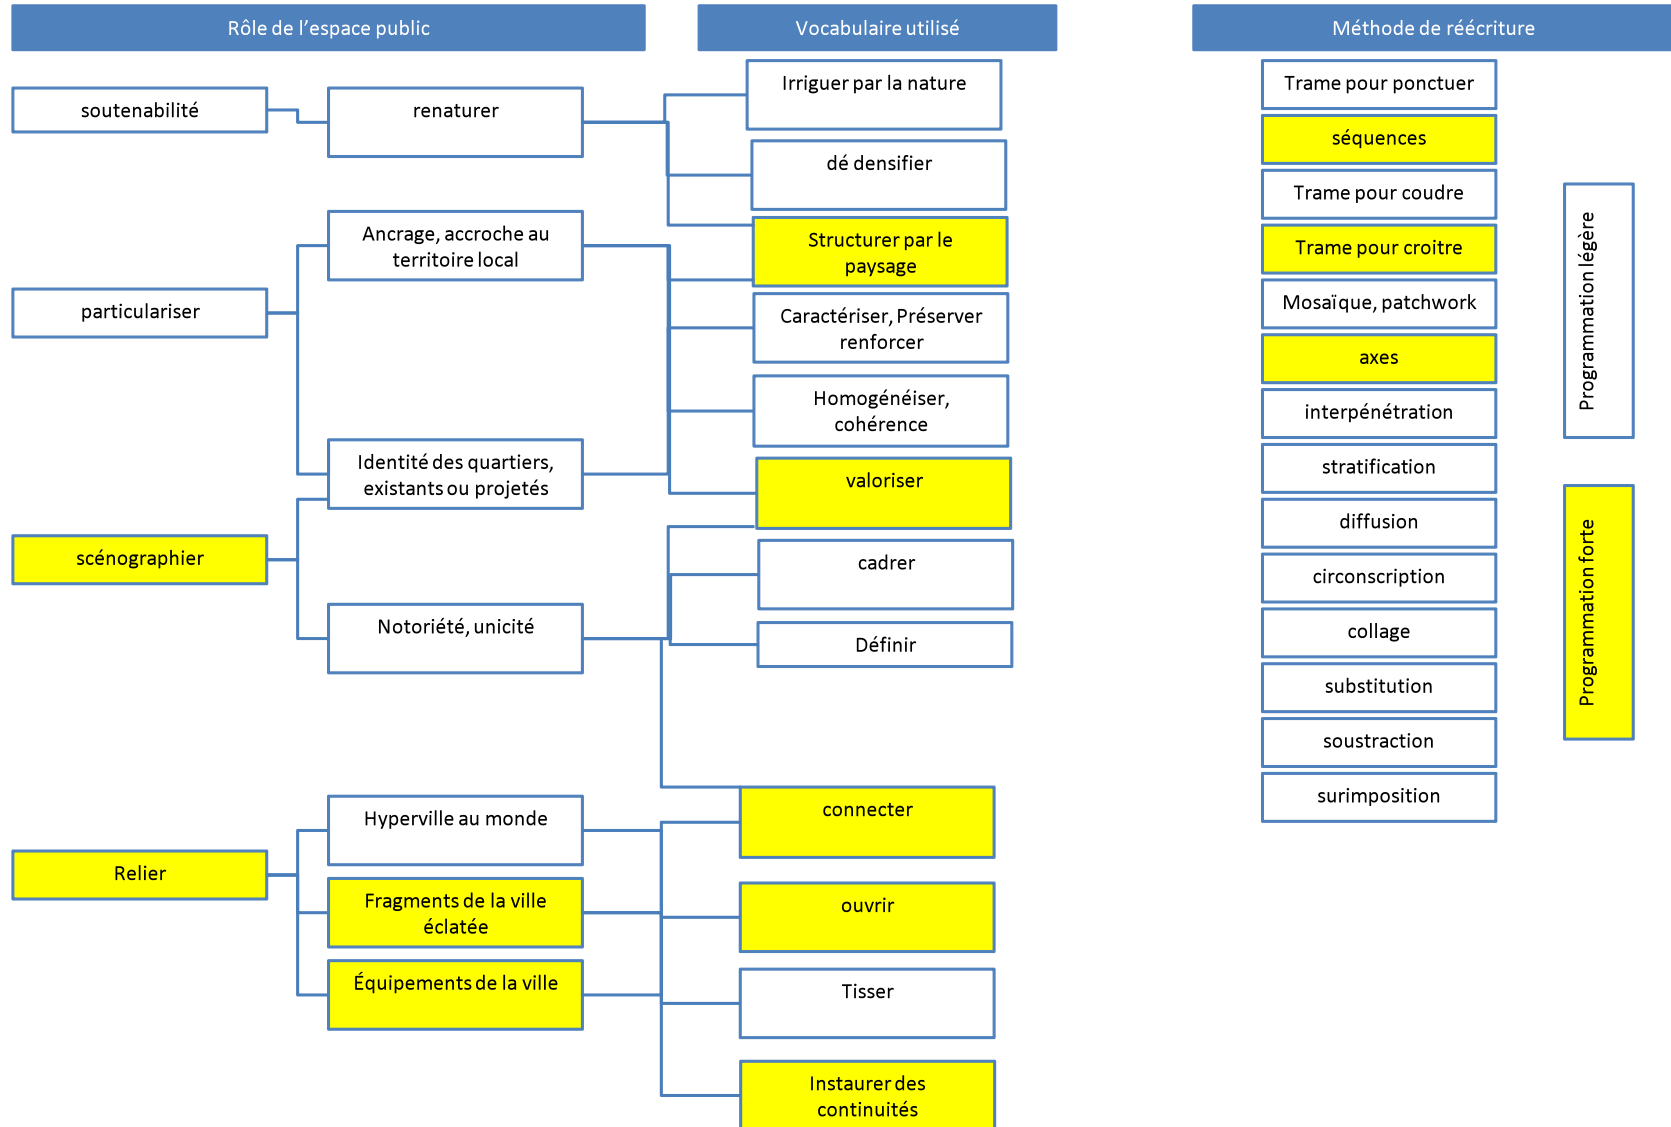 Rôle de l’espace public
Vocabulaire utilisé
Méthode de réécriture
soutenabilité
renaturer
particulariser
Ancrage, accroche au
territoire local
Identité des quartiers,
existants ou projetés
scénographier
Notoriété, unicité
Relier
Hyperville au monde
Fragments de la ville
éclatée
Équipements de la ville
Irriguer par la nature
dé densifier
Structurer par le
paysage
Caractériser, Préserver
renforcer
Homogénéiser,
cohérence
valoriser
cadrer
Définir
connecter
ouvrir
Tisser
Instaurer des
continuités
Trame pour ponctuer
séquences
Trame pour coudre
Trame pour croitre
Mosaïque, patchwork
axes
interpénétration
stratification
diffusion
circonscription
collage
substitution
soustraction
surimposition
Programmation légère
Programmation forte